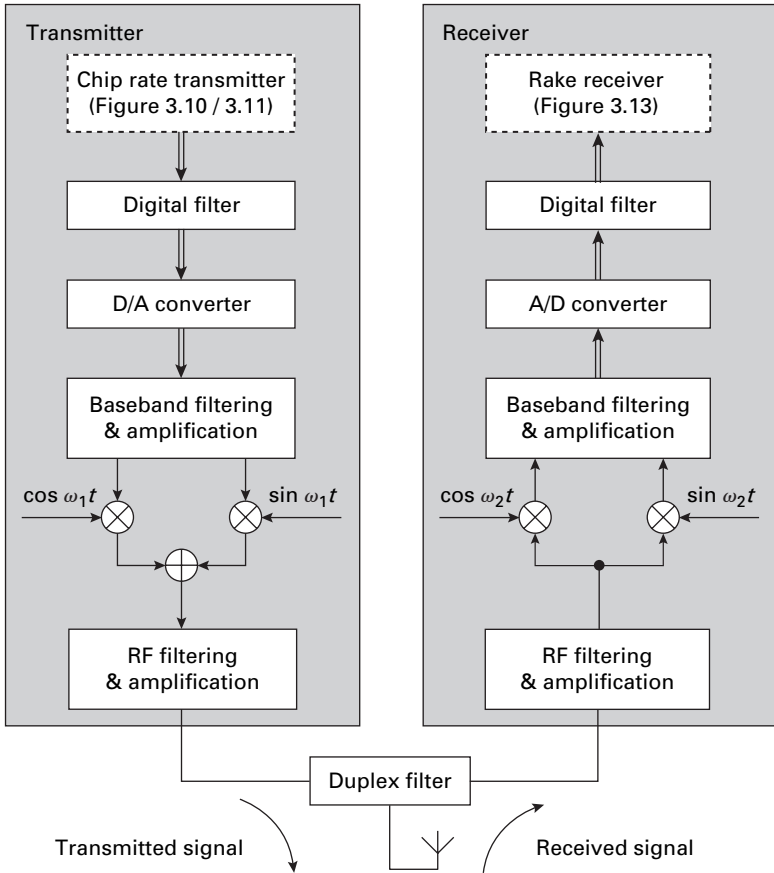 Transmitter
Chip rate transmitter
(Figure 3.10 / 3.11)
Digital filter
D/A converter
Baseband filtering
& amplification
cos ω₁t
sin ω₁t
RF filtering
& amplification
Receiver
Rake receiver
(Figure 3.13)
Digital filter
A/D converter
Baseband filtering
& amplification
cos ω₂t
sin ω₂t
RF filtering
& amplification
Duplex filter
Transmitted signal
Received signal